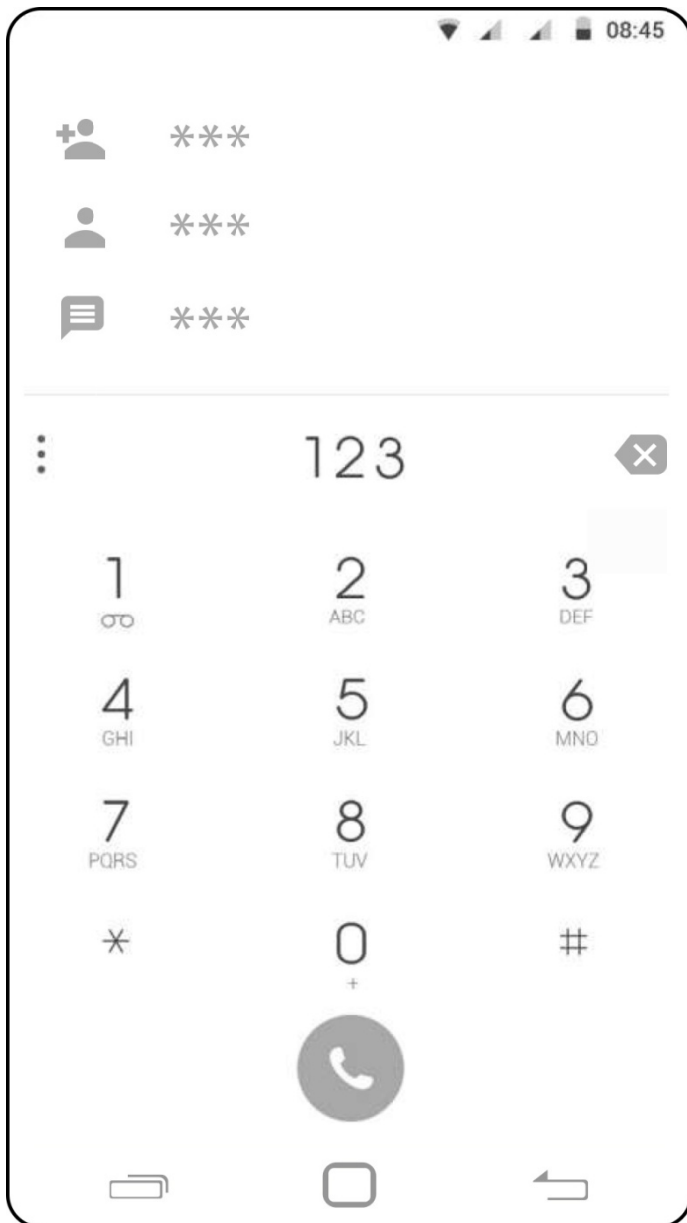 08:45
***
***
***
123
1 2 3
ABC DEF
4 5 6
GHI JKL MNO
7 8 9
PQRS TUV WXYZ
* 0 #
+